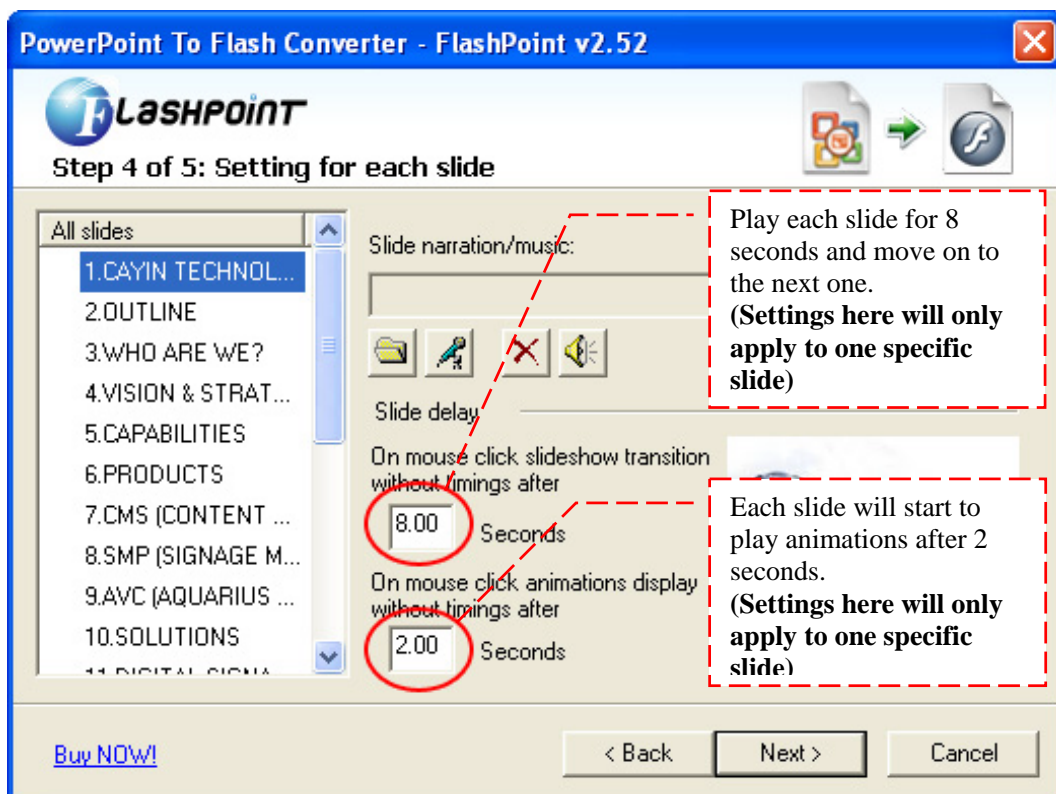 PowerPoint To Flash Converter - FlashPoint v2.52
FLASHPOINT
Step 4 of 5: Setting for each slide
All slides
1.CAYIN TECHNOL...
2.OUTLINE
3.WHO ARE WE?
4.VISION & STRAT...
5.CAPABILITIES
6.PRODUCTS
7.CMS (CONTENT ...
8.SMP (SIGNAGE M...
9.AVC (AQUARIUS ...
10.SOLUTIONS
11.DIGITAL SIGNA
Slide narration/music:
Slide delay
On mouse click slideshow transition
without timings after
8.00 Seconds
On mouse click animations display
without timings after
2.00 Seconds
Play each slide for 8
seconds and move on to
the next one.
(Settings here will only
apply to one specific
slide)
Each slide will start to
play animations after 2
seconds.
(Settings here will only
apply to one specific
slide)
Buy NOW!
< Back
Next >
Cancel